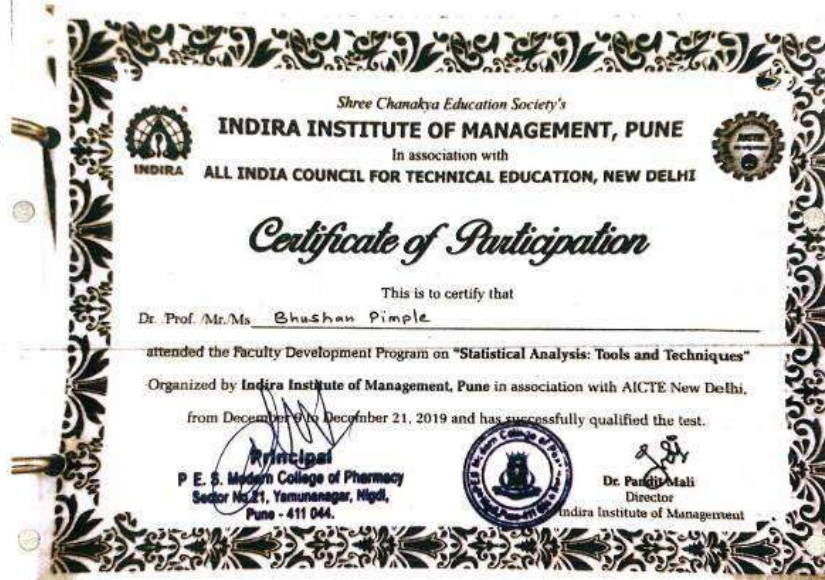 Shree Chanakya Education Society's
INDIRA INSTITUTE OF MANAGEMENT, PUNE
In association with
ALL INDIA COUNCIL FOR TECHNICAL EDUCATION, NEW DELHI
INDIRA
Certificate of Participation
This is to certify that
Dr. Prof. /Mr./Ms Bhushan Pimple
attended the Faculty Development Program on "Statistical Analysis: Tools and Techniques"
Organized by Indira Institute of Management, Pune in association with AICTE New Delhi,
from December 9 to December 21, 2019 and has successfully qualified the test.
Principal
P. E. S. Modern College of Pharmacy
Sector No 21, Yamunanagar, Nigdi,
Pune - 411 044.
Dr. Pandit Mali
Director
Indira Institute of Management